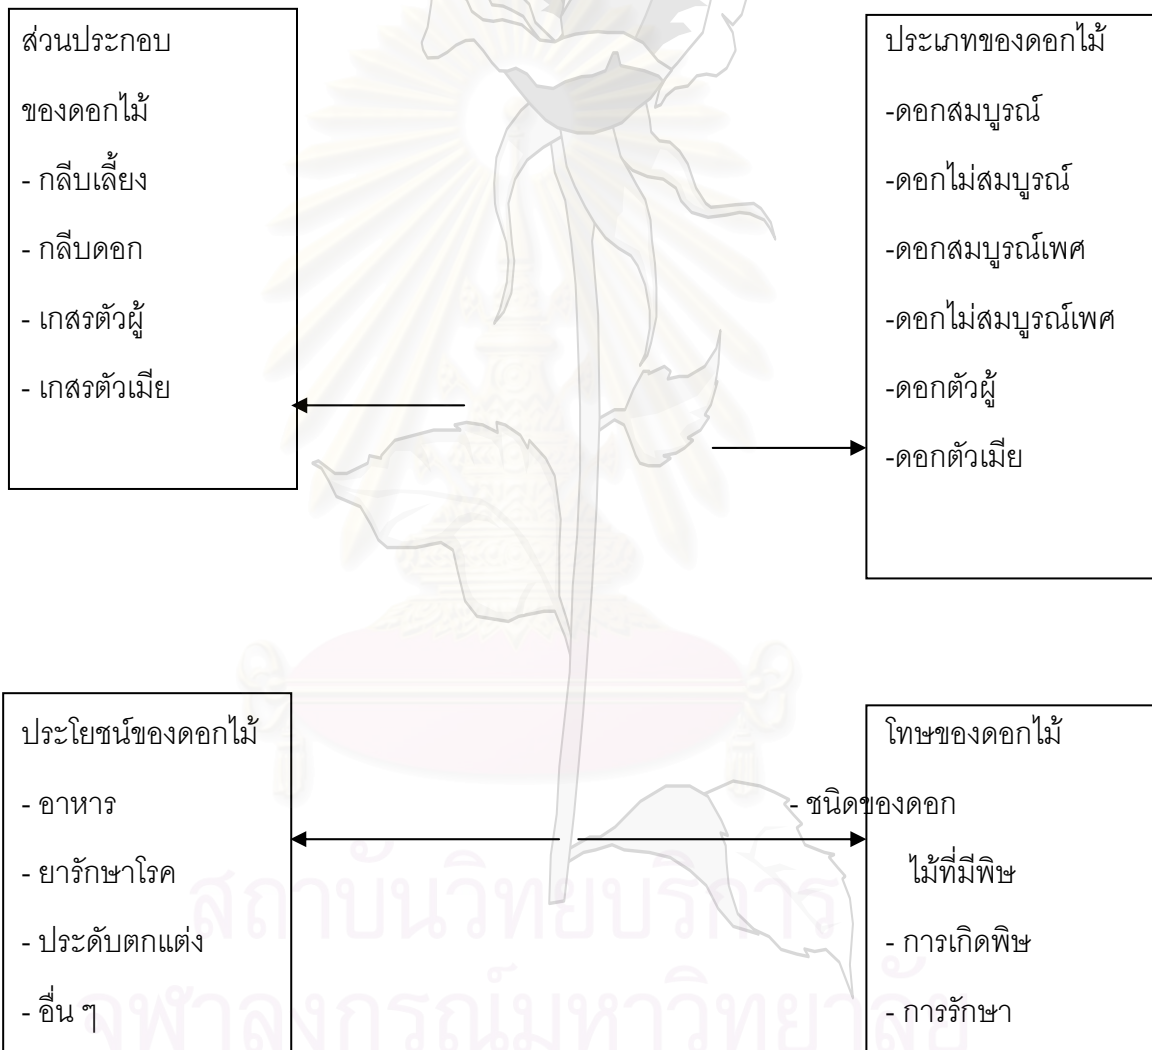 ส่วนประกอบ
ของดอกไม้
- กลีบเลี้ยง
- กลีบดอก
- เกสรตัวผู้
- เกสรตัวเมีย
ประเภทของดอกไม้
-ดอกสมบูรณ์
-ดอกไม่สมบูรณ์
-ดอกสมบูรณ์เพศ
-ดอกไม่สมบูรณ์เพศ
-ดอกตัวผู้
-ดอกตัวเมีย
ประโยชน์ของดอกไม้
- อาหาร
- ยารักษาโรค
- ประดับตกแต่ง
- อื่น ๆ
โทษของดอกไม้
- ชนิดของดอก
ไม้ที่มีพิษ
- การเกิดพิษ
- การรักษา
สถาบันวิทยบริการ
จุฬาลงกรณ์มหาวิทยาลัย